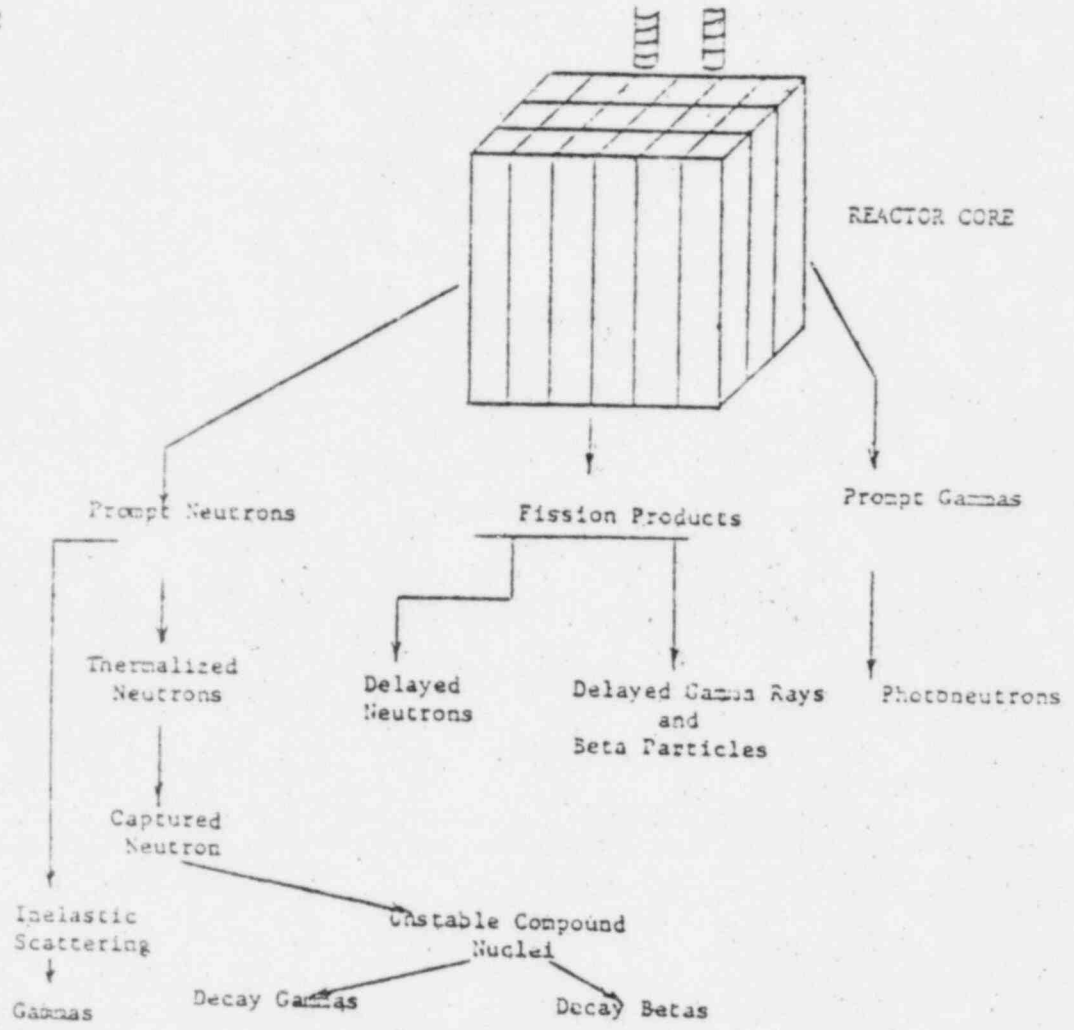 REACTOR CORE
Prompt Neutrons
Fission Products
Prompt Gammas
Thermalized
Neutrons
Delayed
Neutrons
Delayed Gamma Rays
and
Beta Particles
Photoneutrons
Captured
Neutron
Inelastic
Scattering
Unstable Compound
Nuclei
Gammas
Decay Gammas
Decay Betas